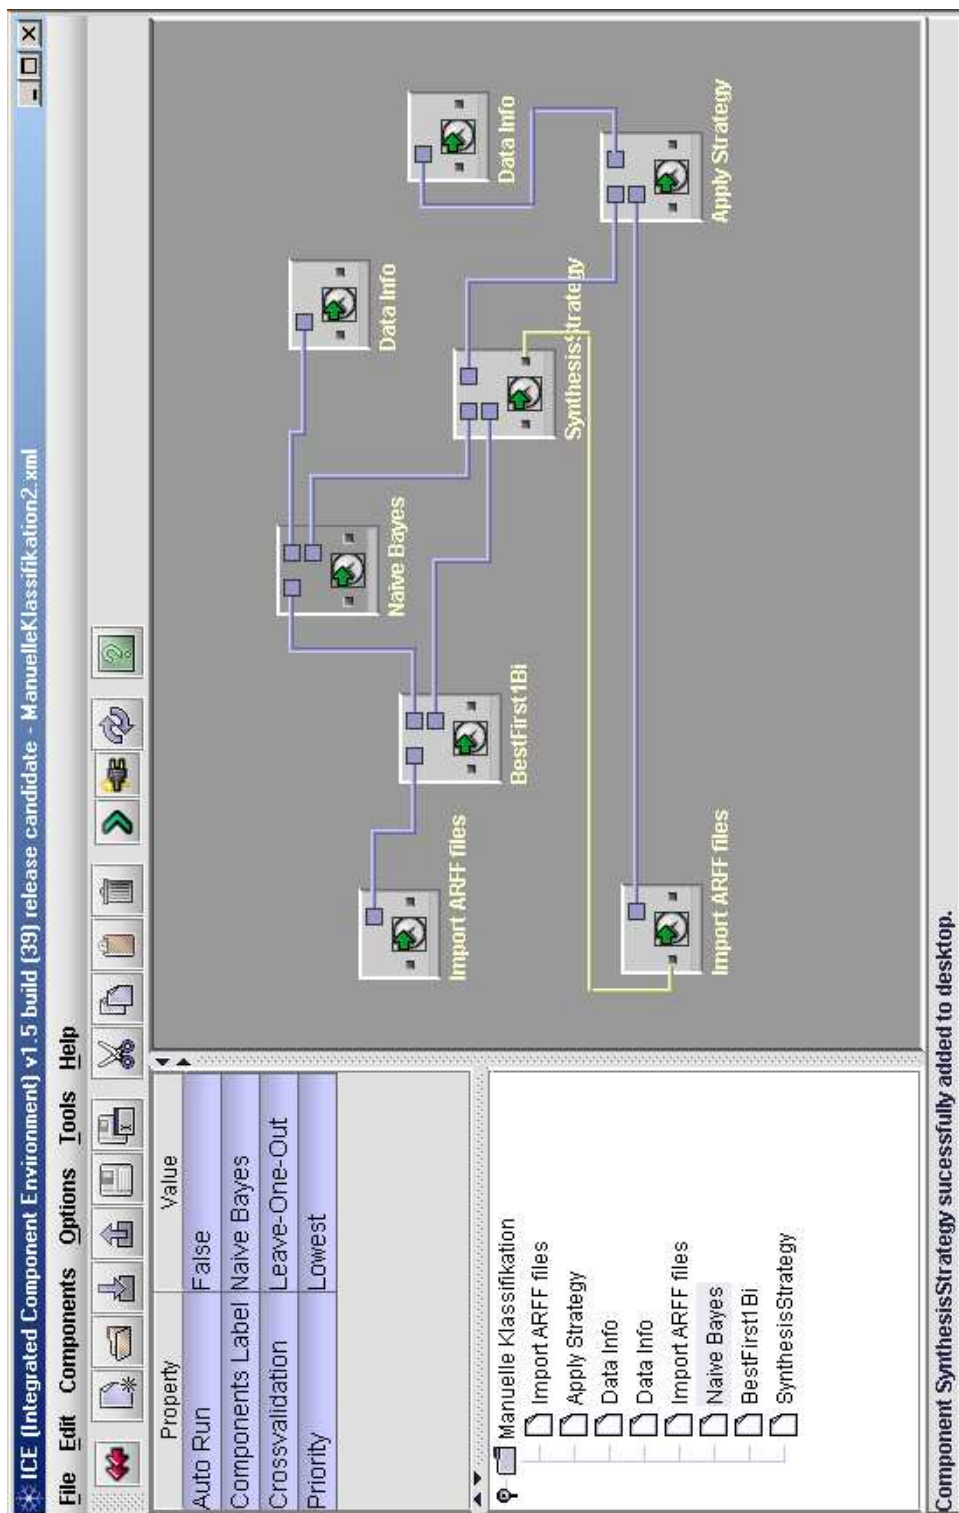 ICE (Integrated Component Environment) v1.5 build (39) release candidate - ManuelleKlassifikation2.xml
File Edit Components Options Tools Help
Property Value
Auto Run False
Components Label Naive Bayes
Crossvalidation Leave-One-Out
Priority Lowest
Manuelle Klassifikation
Import ARFF files
Apply Strategy
Data Info
Data Info
Import ARFF files
Naive Bayes
BestFirst1Bi
SynthesisStrategy
Data Info
Naive Bayes
Import ARFF files
Data Info
BestFirst1Bi
SynthesisStrategy
Import ARFF files
Apply Strategy
Component SynthesisStrategy sucessfully added to desktop.